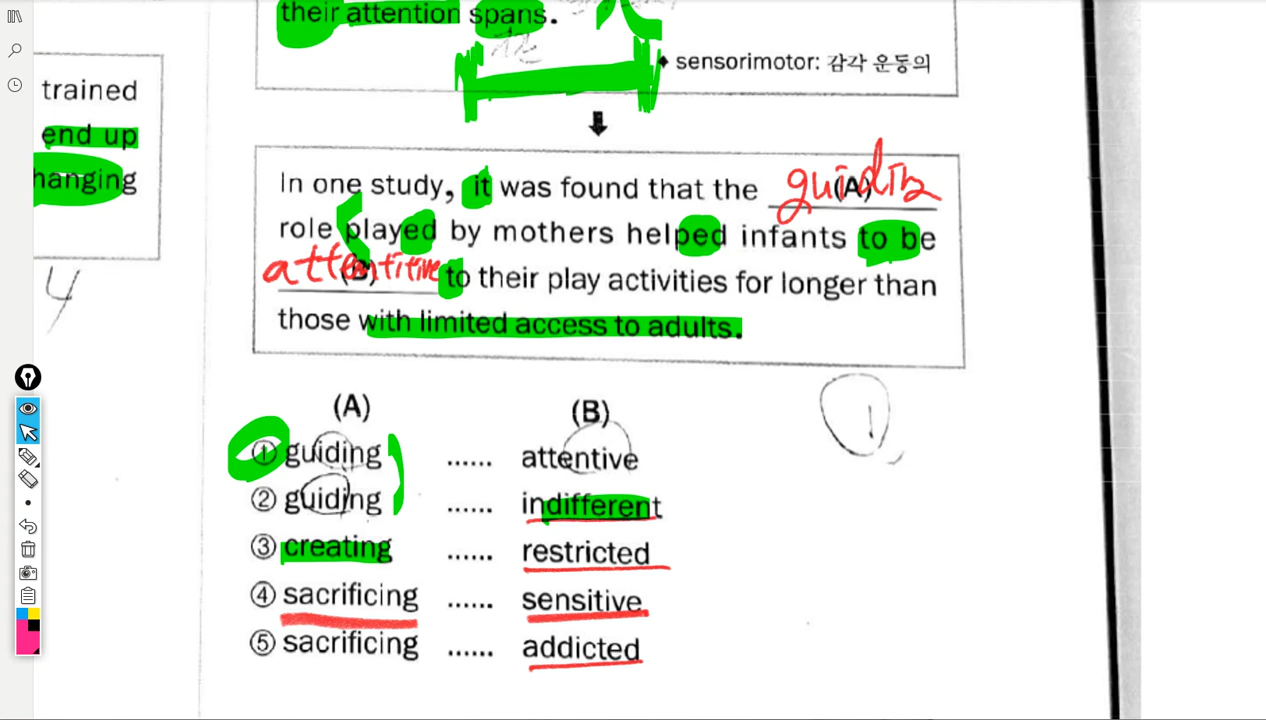 their attention spans.
♦ sensorimotor: 감각 운동의
trained
end up
hanging
4
In one study, it was found that the guiding (A)
role played by mothers helped infants to be
(B) to their play activities for longer than
those with limited access to adults.
(A) (B)
① guiding ...... attentive
② guiding ...... indifferent
③ creating ...... restricted
④ sacrificing ...... sensitive
⑤ sacrificing ...... addicted
1